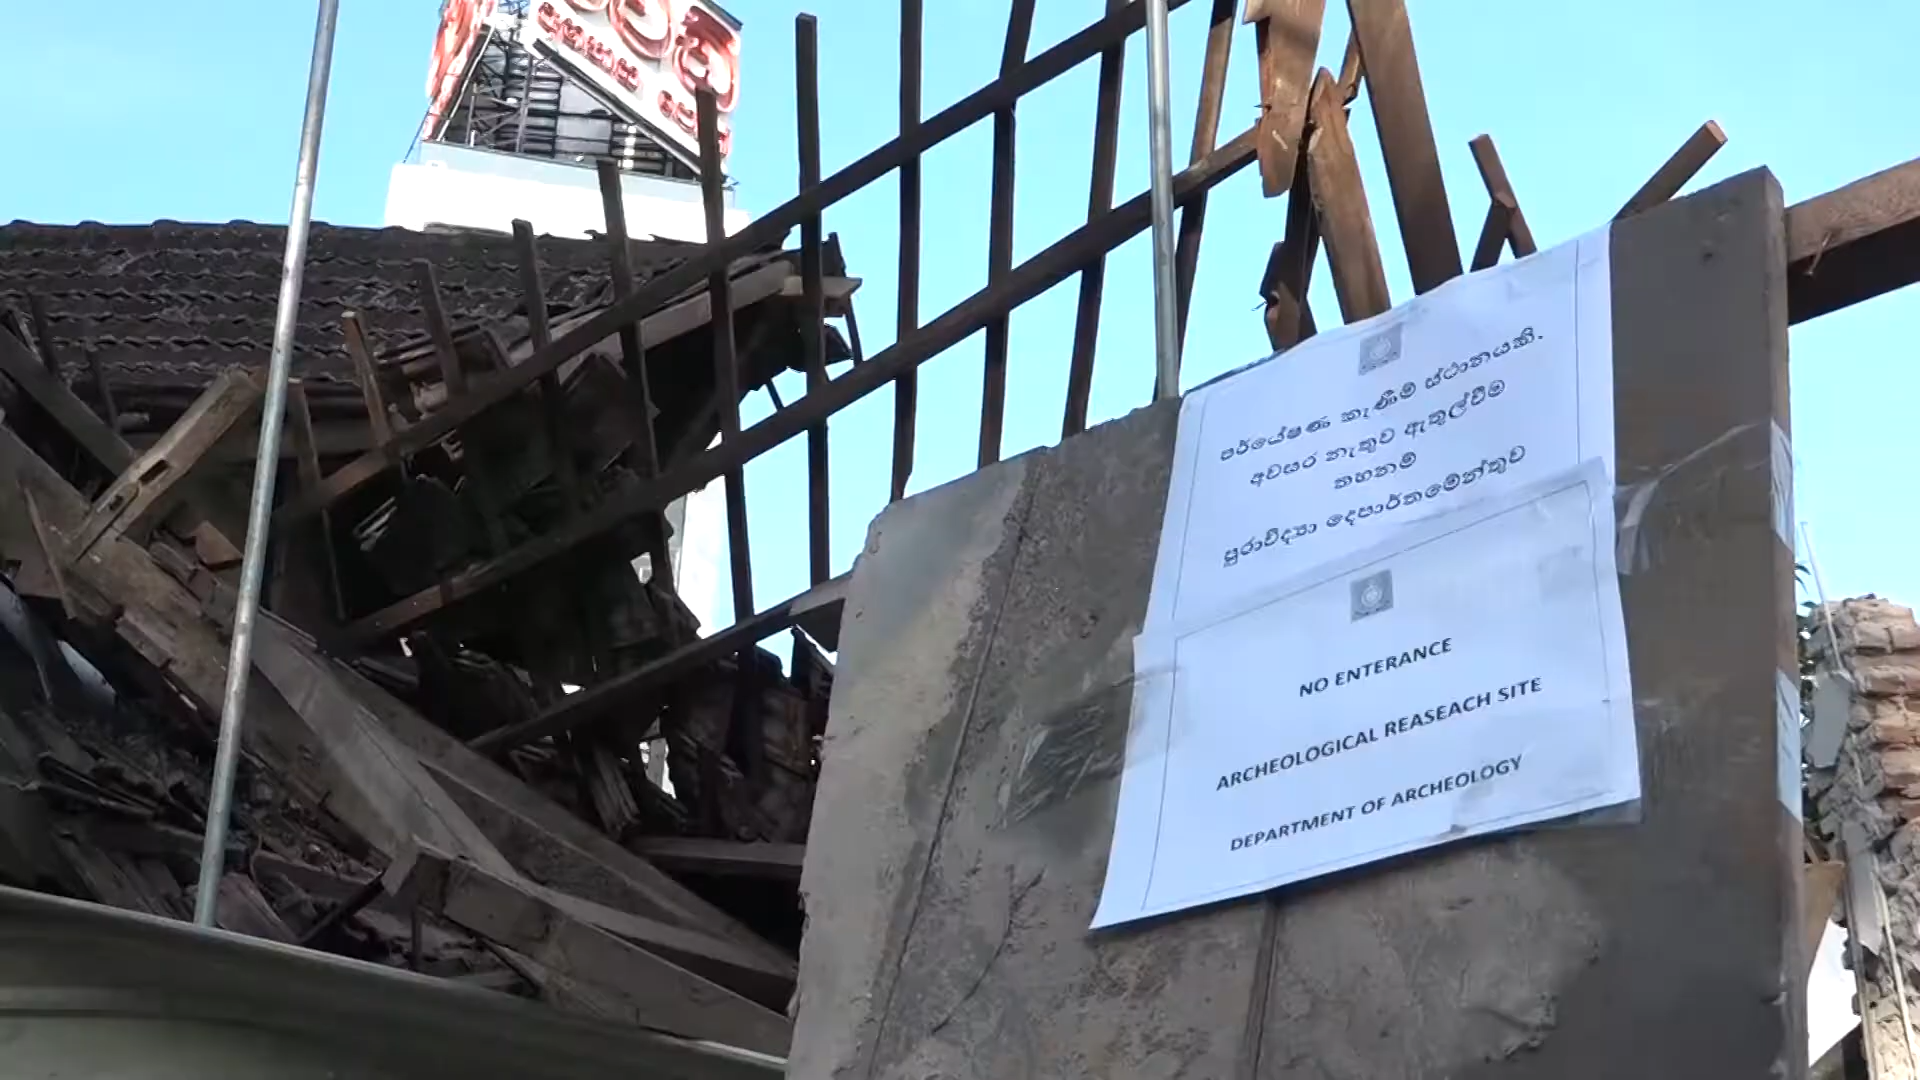 පර්යේෂණ කැණීම් ස්ථානයකි.
අවසර නැතුව ඇතුල්වීම
තහනම්
පුරාවිද්‍යා දෙපාර්තමේන්තුව
NO ENTERANCE
ARCHEOLOGICAL REASEACH SITE
DEPARTMENT OF ARCHEOLOGY